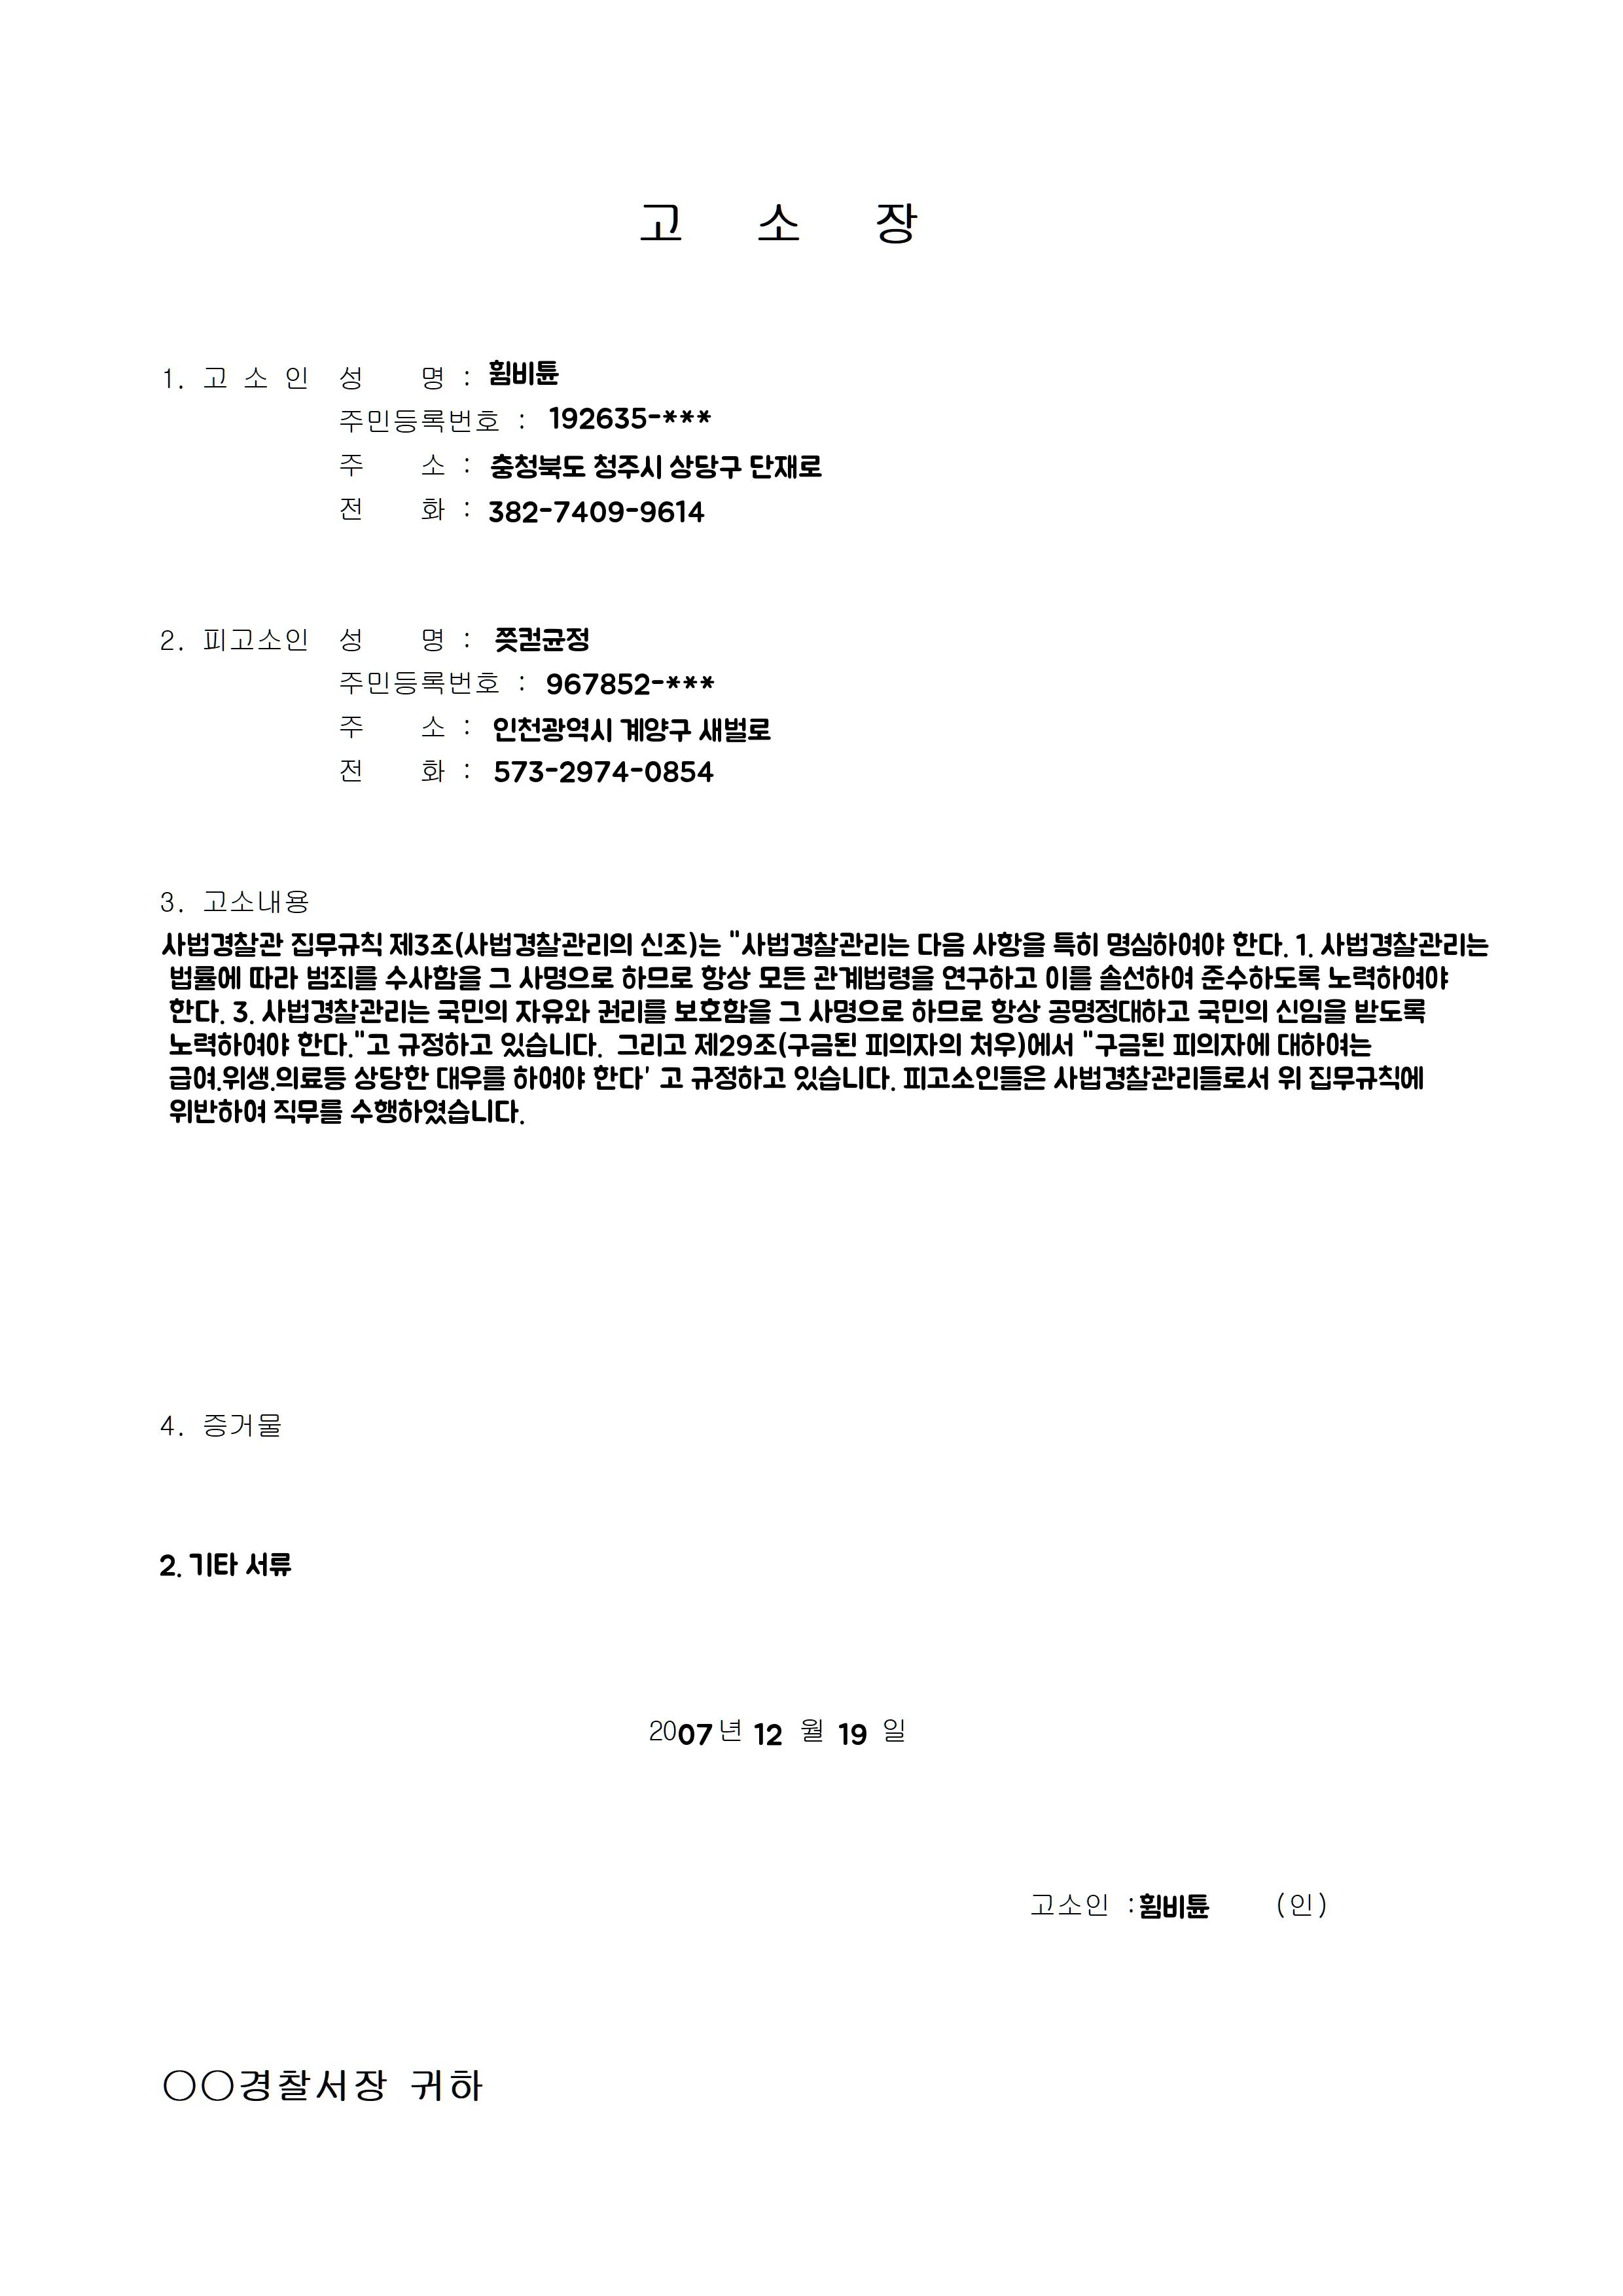 고 소 장
1. 고 소 인 성 명 : 휨비튠
주민등록번호 : 192635-***
주 소 : 충청북도 청주시 상당구 단재로
전 화 : 382-7409-9614
2. 피고소인 성 명 : 쯪컫균정
주민등록번호 : 967852-***
주 소 : 인천광역시 계양구 새벌로
전 화 : 573-2974-0854
3. 고소내용
사법경찰관 집무규칙 제3조(사법경찰관리의 신조)는 "사법경찰관리는 다음 사항을 특히 명심하여야 한다. 1. 사법경찰관리는
법률에 따라 범죄를 수사함을 그 사명으로 하므로 항상 모든 관계법령을 연구하고 이를 솔선하여 준수하도록 노력하여야
한다. 3. 사법경찰관리는 국민의 자유와 권리를 보호함을 그 사명으로 하므로 항상 공명정대하고 국민의 신임을 받도록
노력하여야 한다."고 규정하고 있습니다. 그리고 제29조(구금된 피의자의 처우)에서 "구금된 피의자에 대하여는
급여.위생.의료등 상당한 대우를 하여야 한다' 고 규정하고 있습니다. 피고소인들은 사법경찰관리들로서 위 집무규칙에
위반하여 직무를 수행하였습니다.
4. 증거물
2. 기타 서류
2007년 12 월 19 일
고소인 :휨비튠 (인)
○○경찰서장 귀하